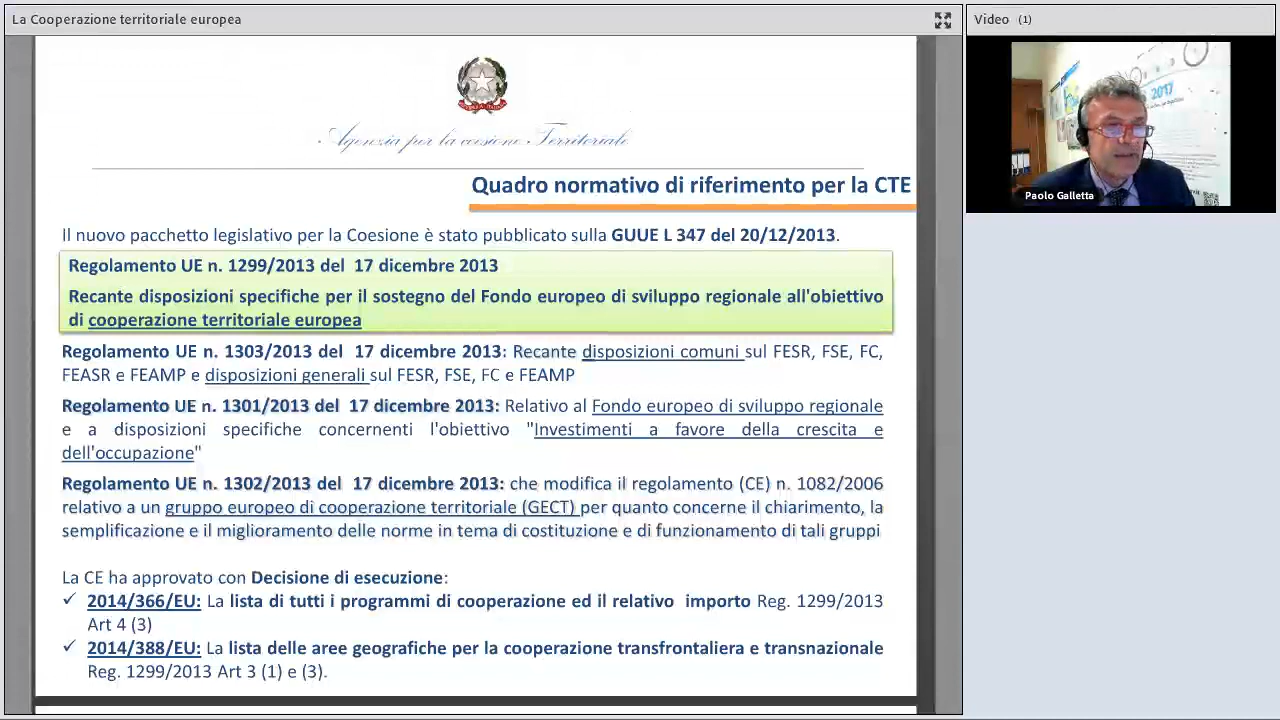 La Cooperazione territoriale europea
Video (1)
2017
Paolo Galletta
Agenzia per la coesione Territoriale
Quadro normativo di riferimento per la CTE
Il nuovo pacchetto legislativo per la Coesione è stato pubblicato sulla GUUE L 347 del 20/12/2013.
Regolamento UE n. 1299/2013 del 17 dicembre 2013
Recante disposizioni specifiche per il sostegno del Fondo europeo di sviluppo regionale all'obiettivo
di cooperazione territoriale europea
Regolamento UE n. 1303/2013 del 17 dicembre 2013: Recante disposizioni comuni sul FESR, FSE, FC,
FEASR e FEAMP e disposizioni generali sul FESR, FSE, FC e FEAMP
Regolamento UE n. 1301/2013 del 17 dicembre 2013: Relativo al Fondo europeo di sviluppo regionale
e a disposizioni specifiche concernenti l'obiettivo "Investimenti a favore della crescita e
dell'occupazione"
Regolamento UE n. 1302/2013 del 17 dicembre 2013: che modifica il regolamento (CE) n. 1082/2006
relativo a un gruppo europeo di cooperazione territoriale (GECT) per quanto concerne il chiarimento, la
semplificazione e il miglioramento delle norme in tema di costituzione e di funzionamento di tali gruppi
La CE ha approvato con Decisione di esecuzione:
✓ 2014/366/EU: La lista di tutti i programmi di cooperazione ed il relativo importo Reg. 1299/2013
Art 4 (3)
✓ 2014/388/EU: La lista delle aree geografiche per la cooperazione transfrontaliera e transnazionale
Reg. 1299/2013 Art 3 (1) e (3).